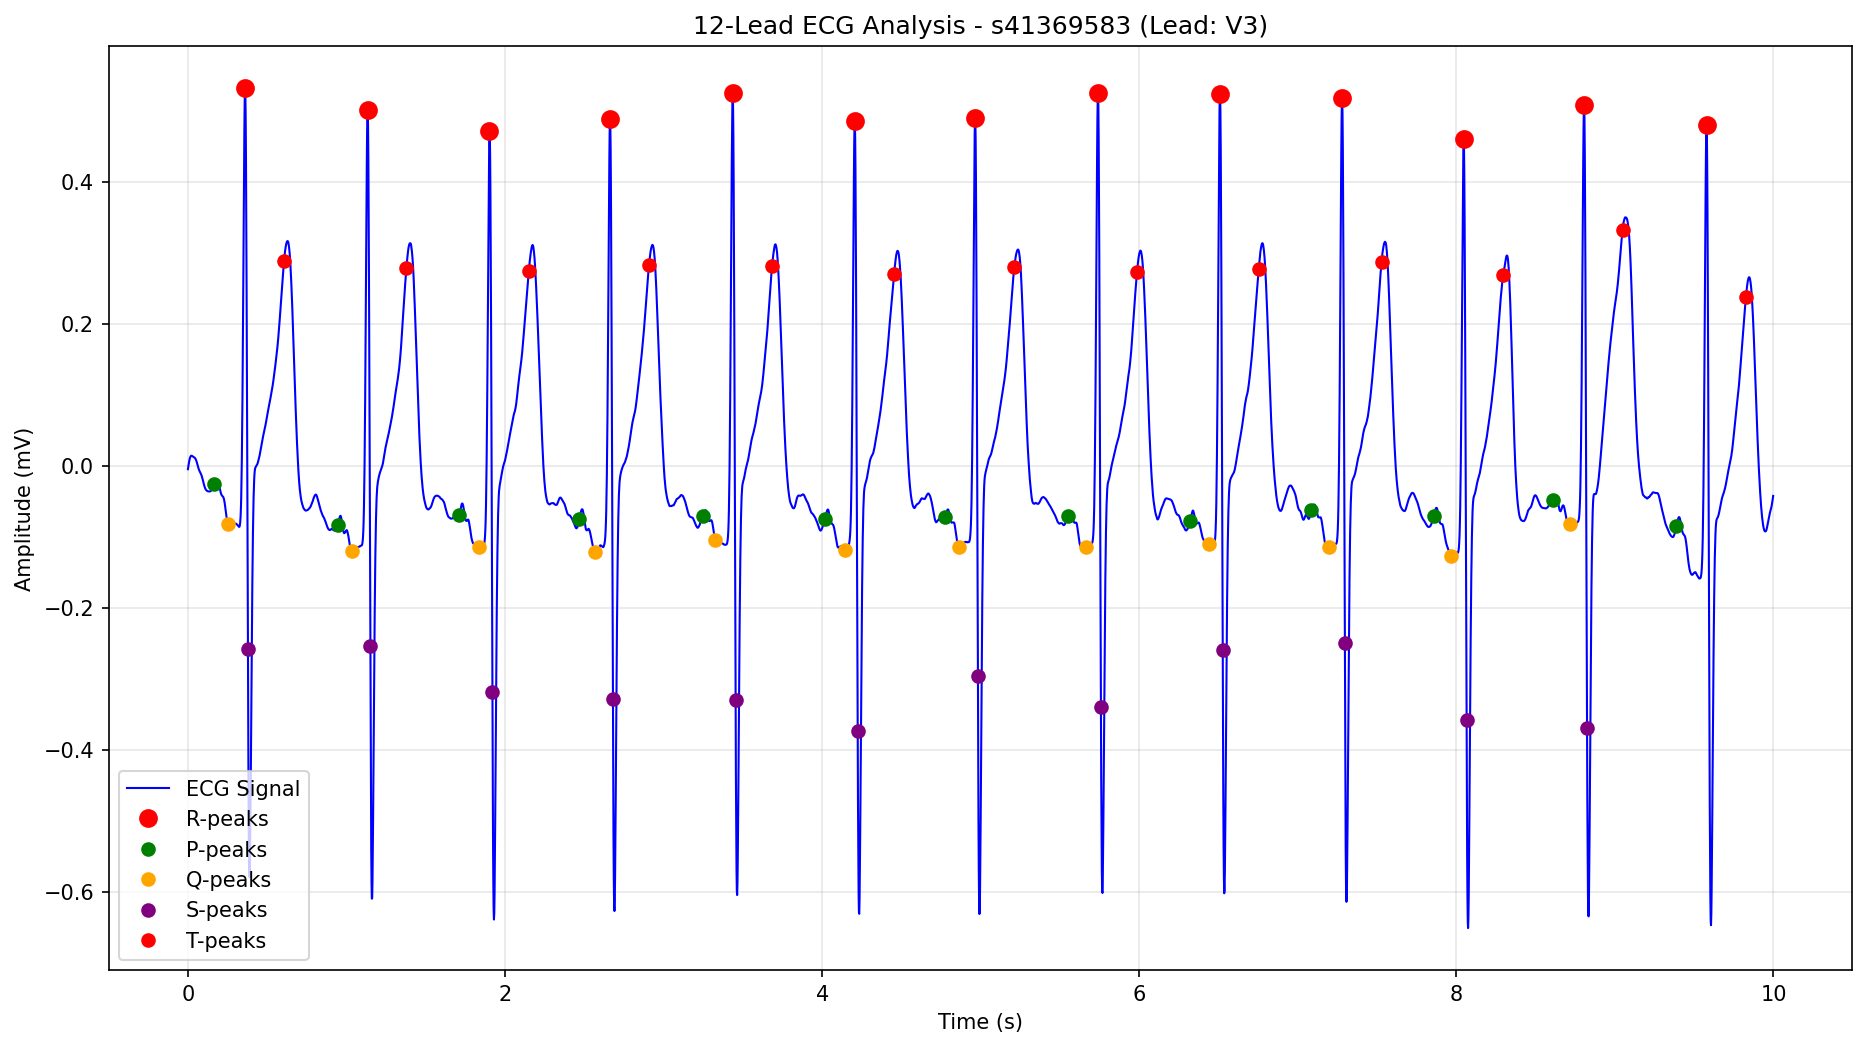 12-Lead ECG Analysis - s41369583 (Lead: V3)
Amplitude (mV)
0.4
0.2
0.0
−0.2
−0.4
−0.6
ECG Signal
R-peaks
P-peaks
Q-peaks
S-peaks
T-peaks
0 2 4 6 8 10
Time (s)